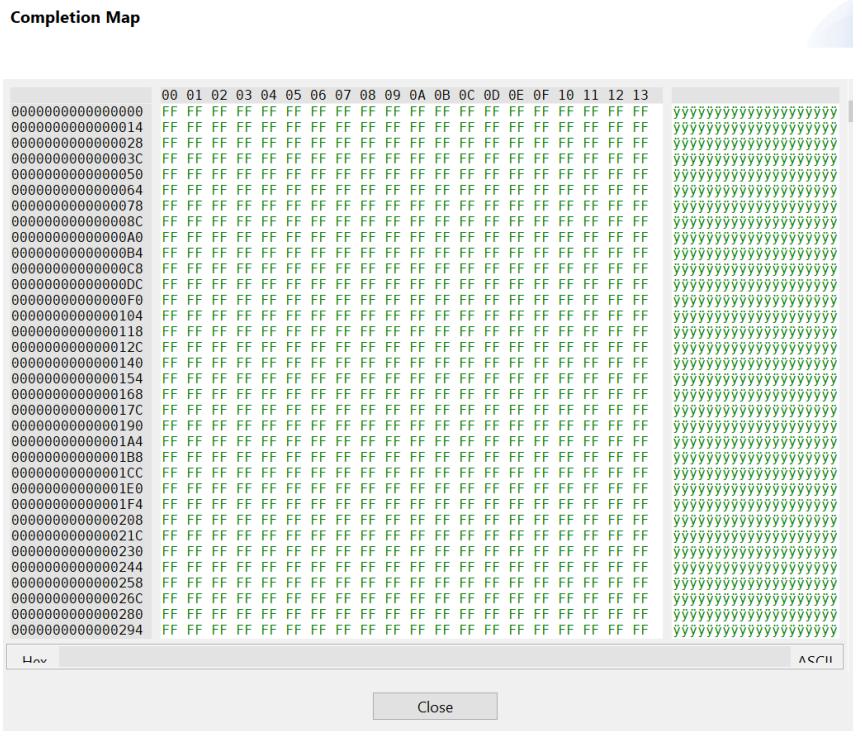 Completion Map
00 01 02 03 04 05 06 07 08 09 0A 0B 0C 0D 0E 0F 10 11 12 13
0000000000000000 FF FF FF FF FF FF FF FF FF FF FF FF FF FF FF FF FF FF FF FF ÿÿÿÿÿÿÿÿÿÿÿÿÿÿÿÿÿÿÿÿ
0000000000000014 FF FF FF FF FF FF FF FF FF FF FF FF FF FF FF FF FF FF FF FF ÿÿÿÿÿÿÿÿÿÿÿÿÿÿÿÿÿÿÿÿ
0000000000000028 FF FF FF FF FF FF FF FF FF FF FF FF FF FF FF FF FF FF FF FF ÿÿÿÿÿÿÿÿÿÿÿÿÿÿÿÿÿÿÿÿ
000000000000003C FF FF FF FF FF FF FF FF FF FF FF FF FF FF FF FF FF FF FF FF ÿÿÿÿÿÿÿÿÿÿÿÿÿÿÿÿÿÿÿÿ
0000000000000050 FF FF FF FF FF FF FF FF FF FF FF FF FF FF FF FF FF FF FF FF ÿÿÿÿÿÿÿÿÿÿÿÿÿÿÿÿÿÿÿÿ
0000000000000064 FF FF FF FF FF FF FF FF FF FF FF FF FF FF FF FF FF FF FF FF ÿÿÿÿÿÿÿÿÿÿÿÿÿÿÿÿÿÿÿÿ
0000000000000078 FF FF FF FF FF FF FF FF FF FF FF FF FF FF FF FF FF FF FF FF ÿÿÿÿÿÿÿÿÿÿÿÿÿÿÿÿÿÿÿÿ
000000000000008C FF FF FF FF FF FF FF FF FF FF FF FF FF FF FF FF FF FF FF FF ÿÿÿÿÿÿÿÿÿÿÿÿÿÿÿÿÿÿÿÿ
00000000000000A0 FF FF FF FF FF FF FF FF FF FF FF FF FF FF FF FF FF FF FF FF ÿÿÿÿÿÿÿÿÿÿÿÿÿÿÿÿÿÿÿÿ
00000000000000B4 FF FF FF FF FF FF FF FF FF FF FF FF FF FF FF FF FF FF FF FF ÿÿÿÿÿÿÿÿÿÿÿÿÿÿÿÿÿÿÿÿ
00000000000000C8 FF FF FF FF FF FF FF FF FF FF FF FF FF FF FF FF FF FF FF FF ÿÿÿÿÿÿÿÿÿÿÿÿÿÿÿÿÿÿÿÿ
00000000000000DC FF FF FF FF FF FF FF FF FF FF FF FF FF FF FF FF FF FF FF FF ÿÿÿÿÿÿÿÿÿÿÿÿÿÿÿÿÿÿÿÿ
00000000000000F0 FF FF FF FF FF FF FF FF FF FF FF FF FF FF FF FF FF FF FF FF ÿÿÿÿÿÿÿÿÿÿÿÿÿÿÿÿÿÿÿÿ
0000000000000104 FF FF FF FF FF FF FF FF FF FF FF FF FF FF FF FF FF FF FF FF ÿÿÿÿÿÿÿÿÿÿÿÿÿÿÿÿÿÿÿÿ
0000000000000118 FF FF FF FF FF FF FF FF FF FF FF FF FF FF FF FF FF FF FF FF ÿÿÿÿÿÿÿÿÿÿÿÿÿÿÿÿÿÿÿÿ
000000000000012C FF FF FF FF FF FF FF FF FF FF FF FF FF FF FF FF FF FF FF FF ÿÿÿÿÿÿÿÿÿÿÿÿÿÿÿÿÿÿÿÿ
0000000000000140 FF FF FF FF FF FF FF FF FF FF FF FF FF FF FF FF FF FF FF FF ÿÿÿÿÿÿÿÿÿÿÿÿÿÿÿÿÿÿÿÿ
0000000000000154 FF FF FF FF FF FF FF FF FF FF FF FF FF FF FF FF FF FF FF FF ÿÿÿÿÿÿÿÿÿÿÿÿÿÿÿÿÿÿÿÿ
0000000000000168 FF FF FF FF FF FF FF FF FF FF FF FF FF FF FF FF FF FF FF FF ÿÿÿÿÿÿÿÿÿÿÿÿÿÿÿÿÿÿÿÿ
000000000000017C FF FF FF FF FF FF FF FF FF FF FF FF FF FF FF FF FF FF FF FF ÿÿÿÿÿÿÿÿÿÿÿÿÿÿÿÿÿÿÿÿ
0000000000000190 FF FF FF FF FF FF FF FF FF FF FF FF FF FF FF FF FF FF FF FF ÿÿÿÿÿÿÿÿÿÿÿÿÿÿÿÿÿÿÿÿ
00000000000001A4 FF FF FF FF FF FF FF FF FF FF FF FF FF FF FF FF FF FF FF FF ÿÿÿÿÿÿÿÿÿÿÿÿÿÿÿÿÿÿÿÿ
00000000000001B8 FF FF FF FF FF FF FF FF FF FF FF FF FF FF FF FF FF FF FF FF ÿÿÿÿÿÿÿÿÿÿÿÿÿÿÿÿÿÿÿÿ
00000000000001CC FF FF FF FF FF FF FF FF FF FF FF FF FF FF FF FF FF FF FF FF ÿÿÿÿÿÿÿÿÿÿÿÿÿÿÿÿÿÿÿÿ
00000000000001E0 FF FF FF FF FF FF FF FF FF FF FF FF FF FF FF FF FF FF FF FF ÿÿÿÿÿÿÿÿÿÿÿÿÿÿÿÿÿÿÿÿ
00000000000001F4 FF FF FF FF FF FF FF FF FF FF FF FF FF FF FF FF FF FF FF FF ÿÿÿÿÿÿÿÿÿÿÿÿÿÿÿÿÿÿÿÿ
0000000000000208 FF FF FF FF FF FF FF FF FF FF FF FF FF FF FF FF FF FF FF FF ÿÿÿÿÿÿÿÿÿÿÿÿÿÿÿÿÿÿÿÿ
000000000000021C FF FF FF FF FF FF FF FF FF FF FF FF FF FF FF FF FF FF FF FF ÿÿÿÿÿÿÿÿÿÿÿÿÿÿÿÿÿÿÿÿ
0000000000000230 FF FF FF FF FF FF FF FF FF FF FF FF FF FF FF FF FF FF FF FF ÿÿÿÿÿÿÿÿÿÿÿÿÿÿÿÿÿÿÿÿ
0000000000000244 FF FF FF FF FF FF FF FF FF FF FF FF FF FF FF FF FF FF FF FF ÿÿÿÿÿÿÿÿÿÿÿÿÿÿÿÿÿÿÿÿ
0000000000000258 FF FF FF FF FF FF FF FF FF FF FF FF FF FF FF FF FF FF FF FF ÿÿÿÿÿÿÿÿÿÿÿÿÿÿÿÿÿÿÿÿ
000000000000026C FF FF FF FF FF FF FF FF FF FF FF FF FF FF FF FF FF FF FF FF ÿÿÿÿÿÿÿÿÿÿÿÿÿÿÿÿÿÿÿÿ
0000000000000280 FF FF FF FF FF FF FF FF FF FF FF FF FF FF FF FF FF FF FF FF ÿÿÿÿÿÿÿÿÿÿÿÿÿÿÿÿÿÿÿÿ
0000000000000294 FF FF FF FF FF FF FF FF FF FF FF FF FF FF FF FF FF FF FF FF ÿÿÿÿÿÿÿÿÿÿÿÿÿÿÿÿÿÿÿÿ
Hex ASCII
Close